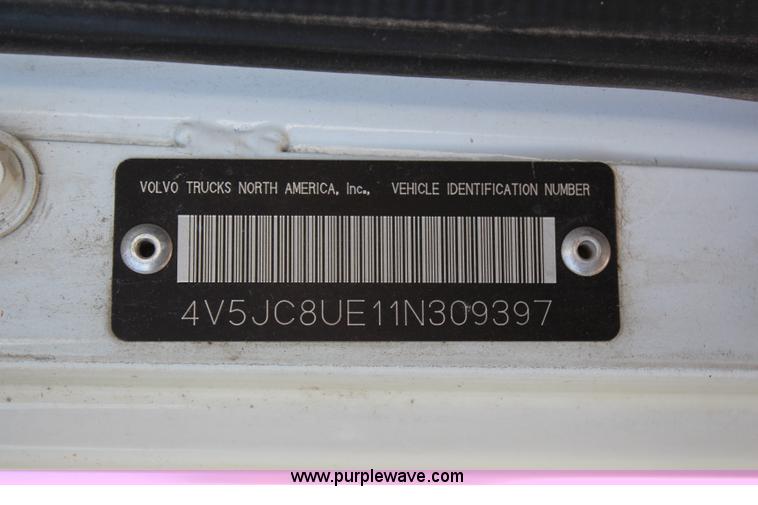 VOLVO TRUCKS NORTH AMERICA, Inc., VEHICLE IDENTIFICATION NUMBER
4V5JC8UE11N309397
www.purplewave.com